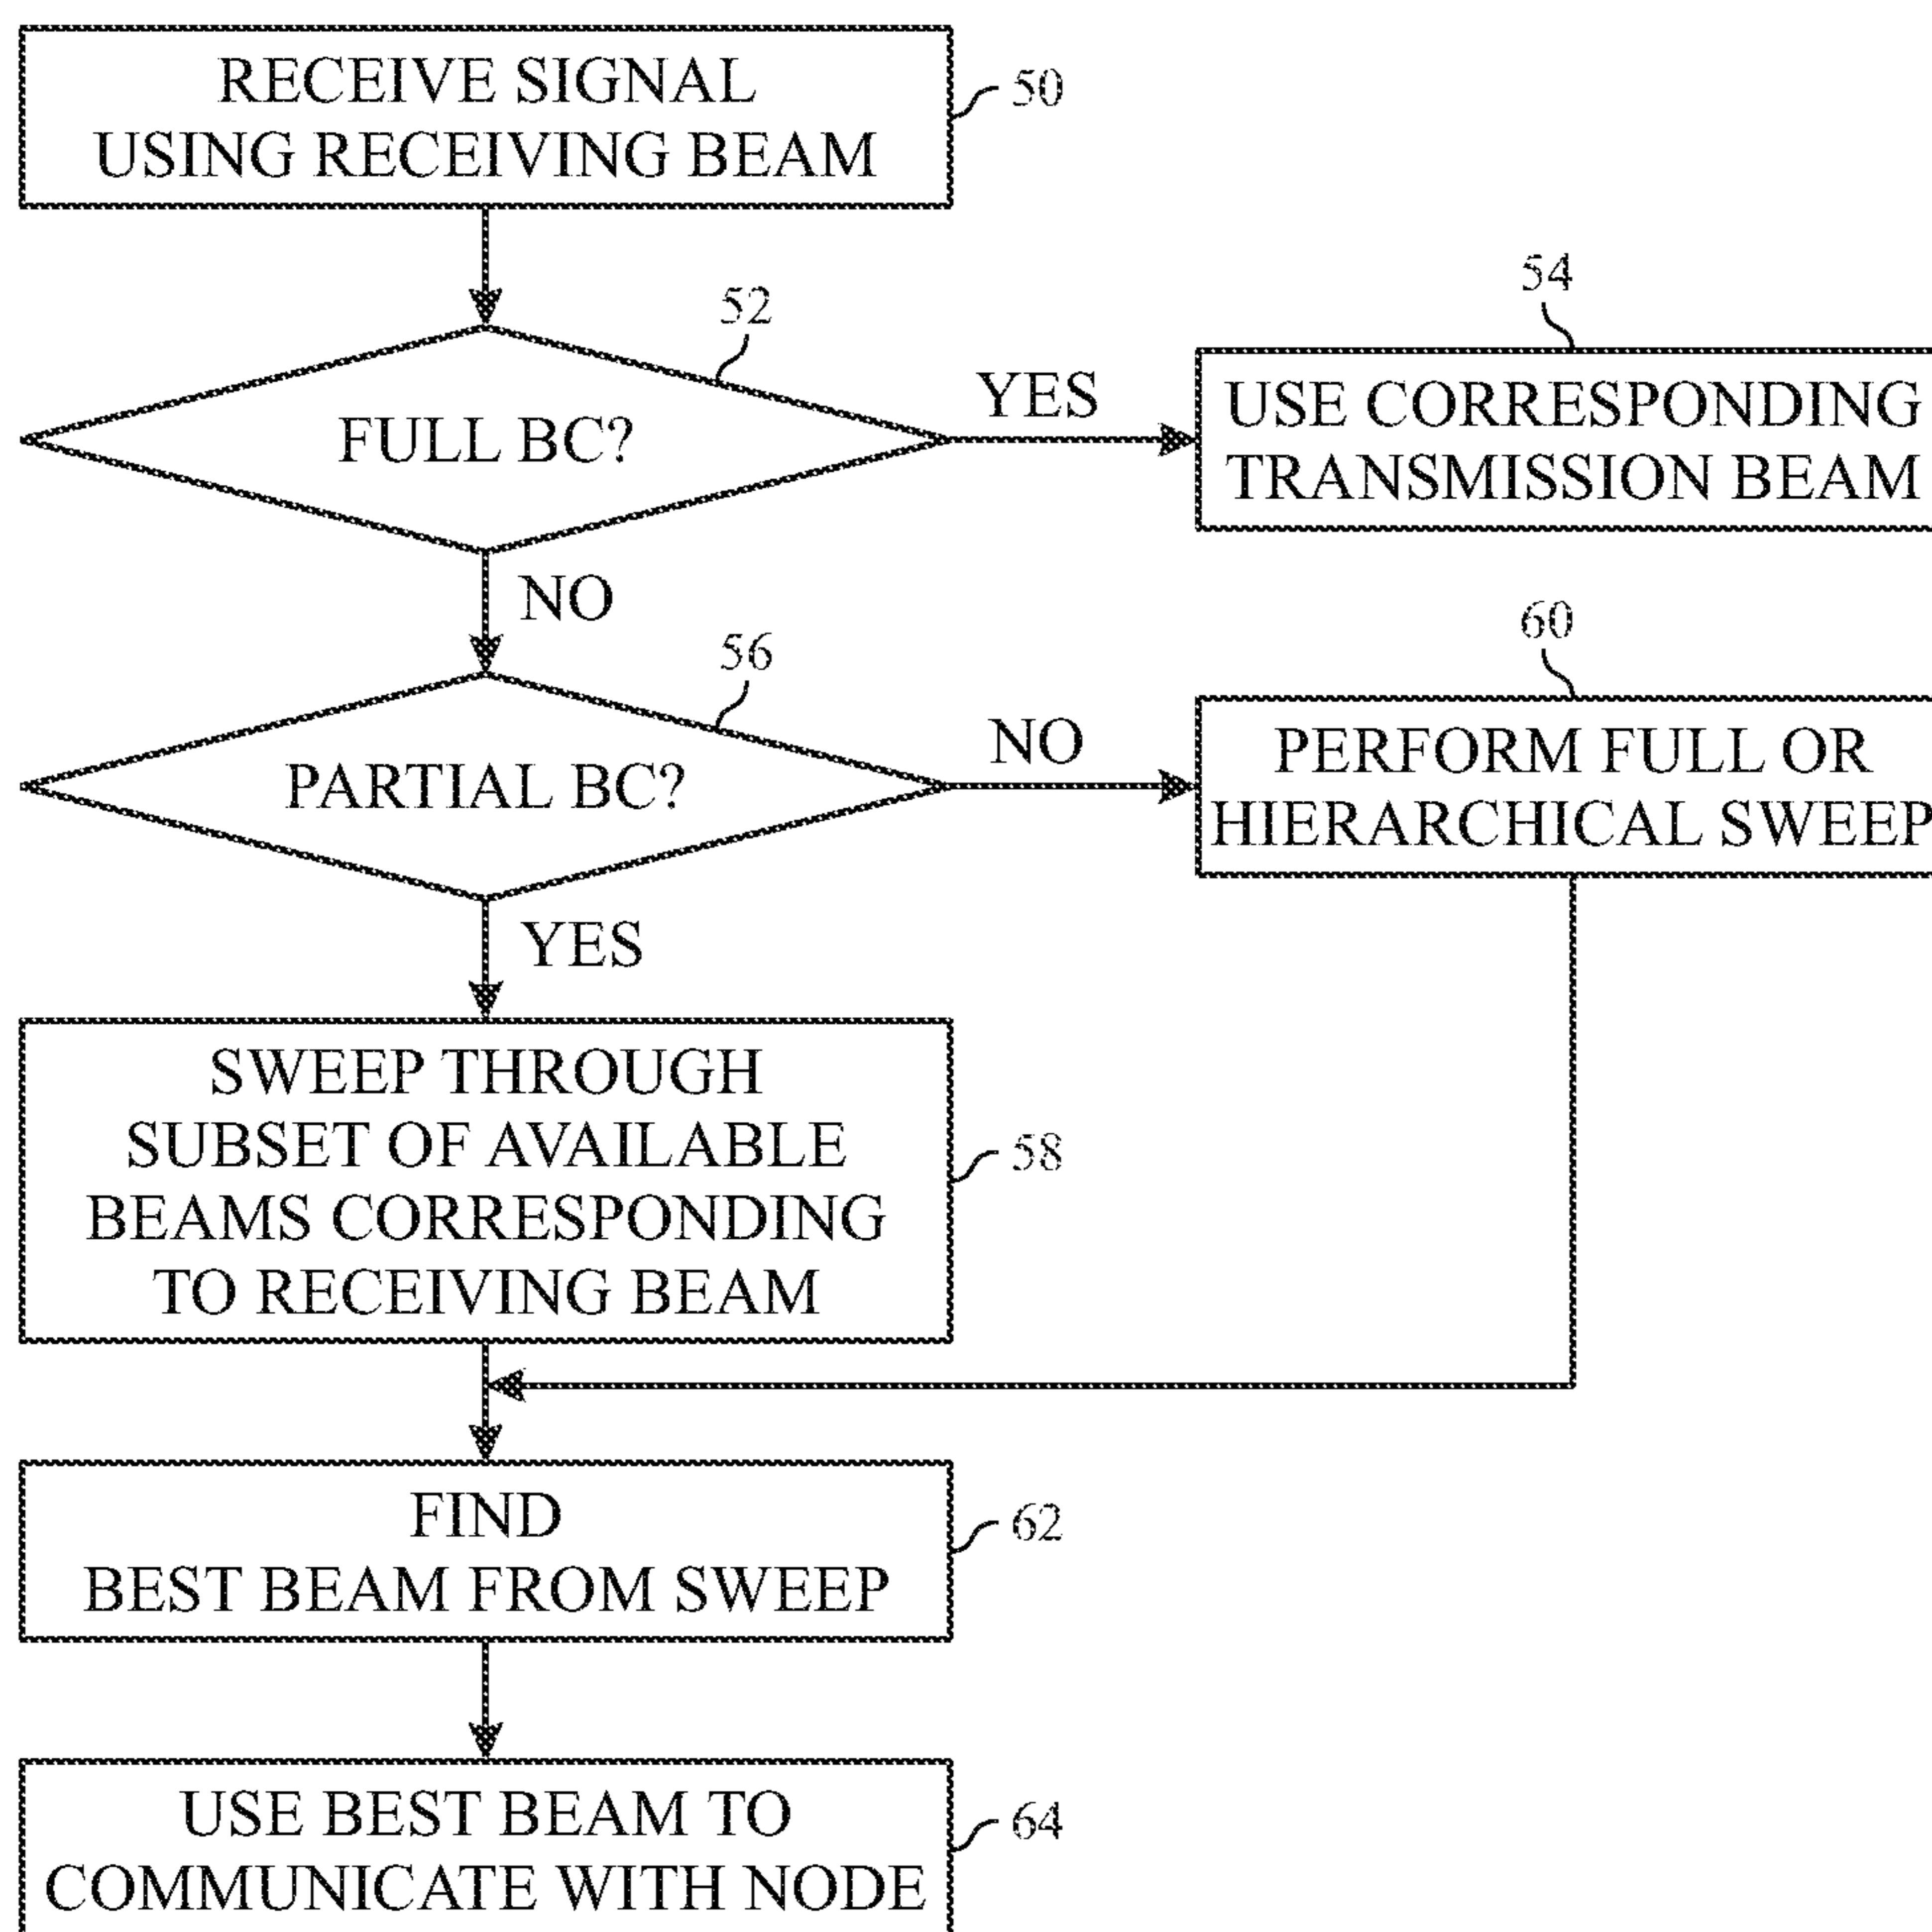 RECEIVE SIGNAL
USING RECEIVING BEAM
50
52
FULL BC?
YES
54
USE CORRESPONDING
TRANSMISSION BEAM
NO
56
PARTIAL BC?
NO
60
PERFORM FULL OR
HIERARCHICAL SWEEP
YES
SWEEP THROUGH
SUBSET OF AVAILABLE
BEAMS CORRESPONDING
TO RECEIVING BEAM
58
FIND
BEST BEAM FROM SWEEP
62
USE BEST BEAM TO
COMMUNICATE WITH NODE
64